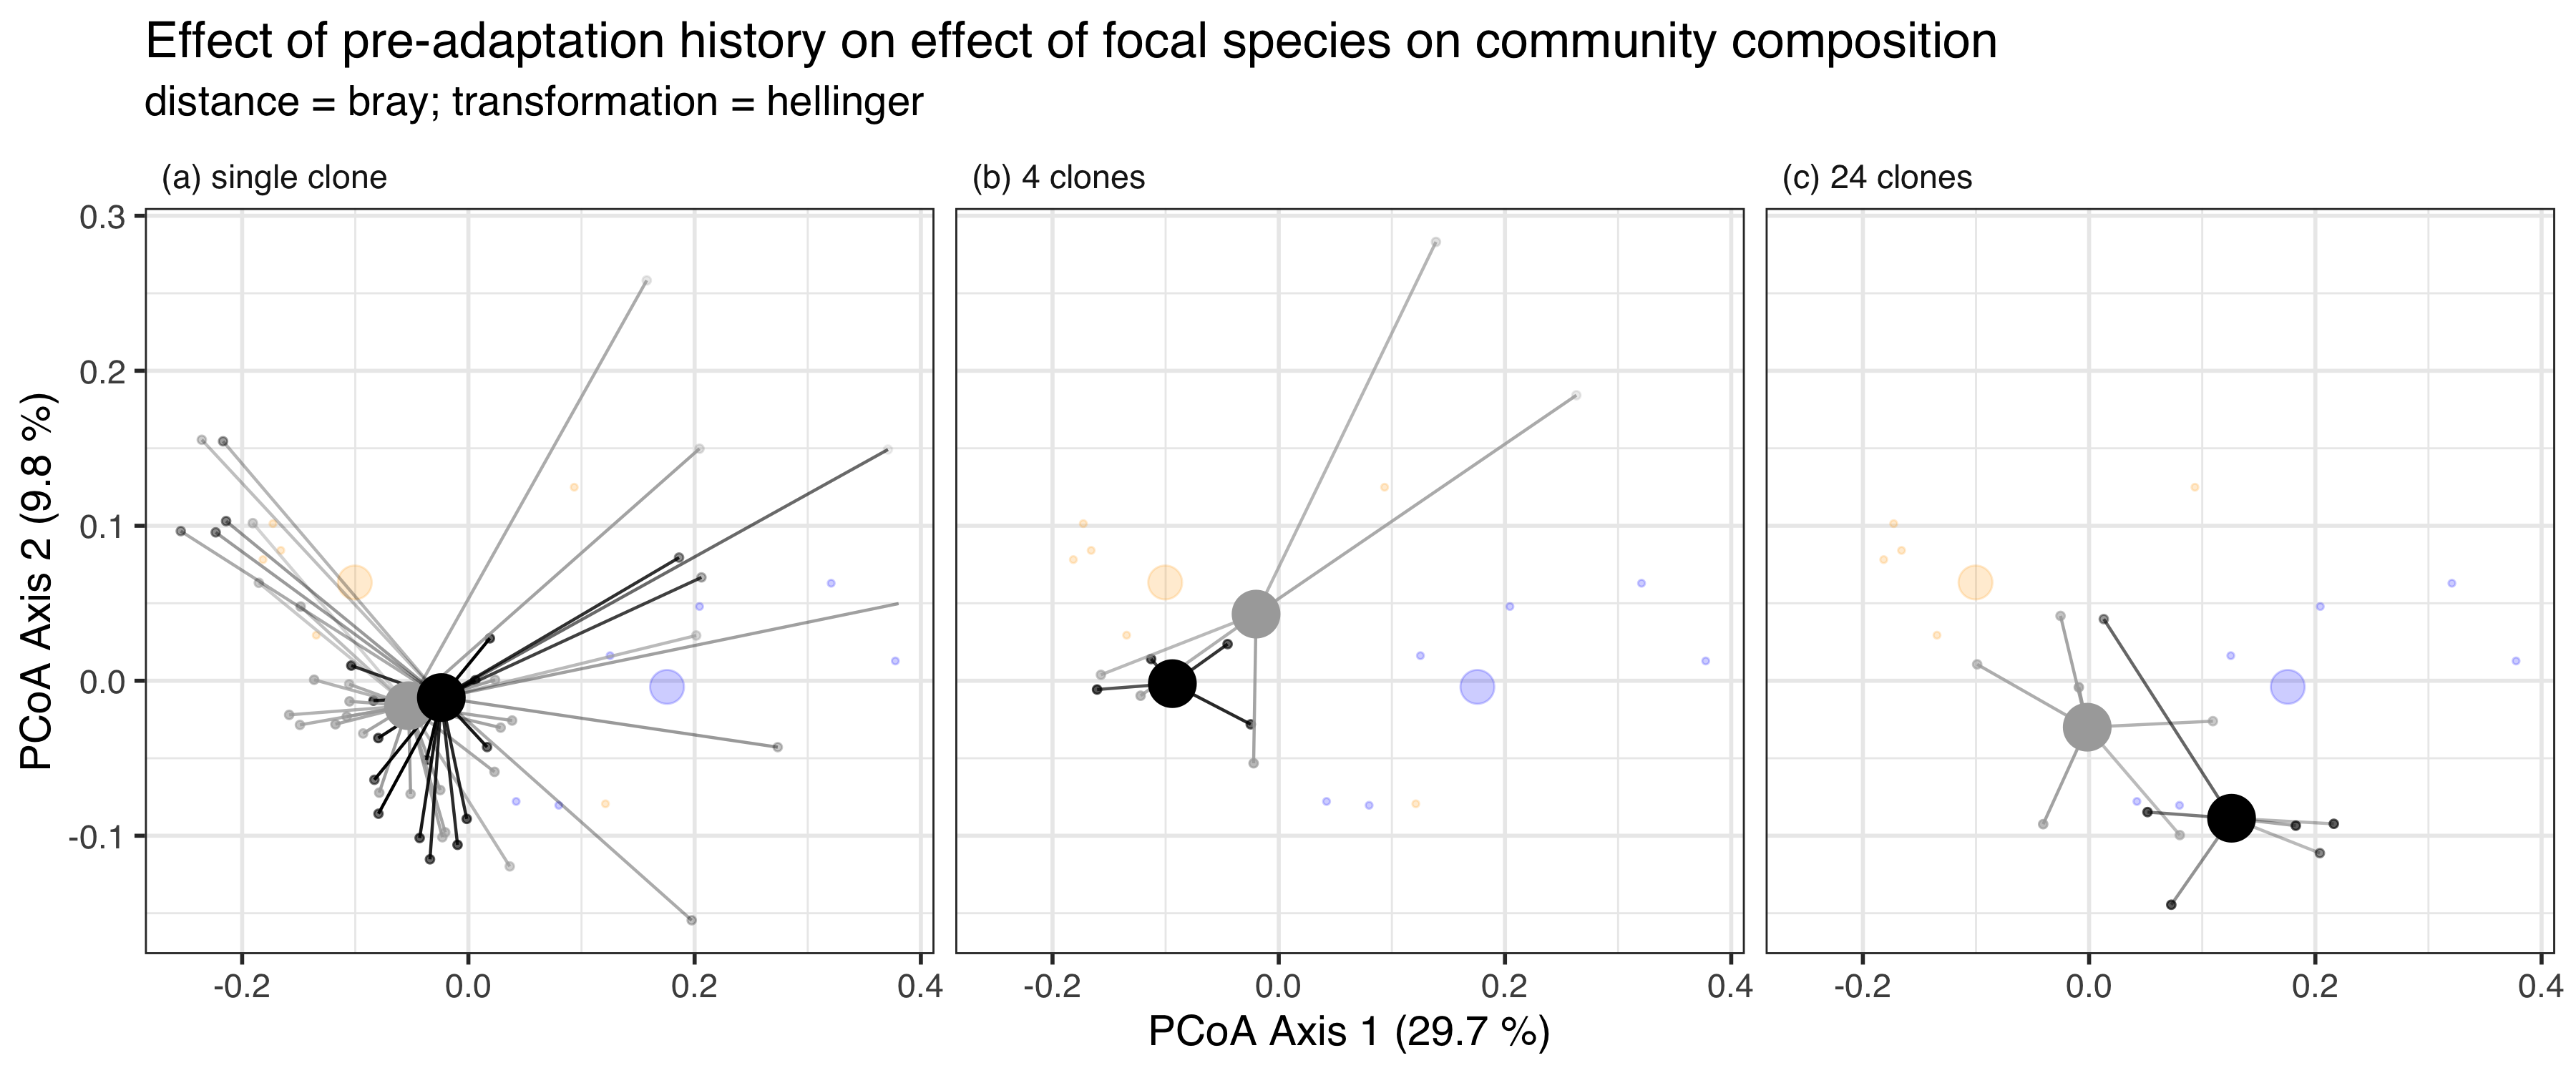 Effect of pre-adaptation history on effect of focal species on community composition
distance = bray; transformation = hellinger
(a) single clone
(b) 4 clones
(c) 24 clones
PCoA Axis 2 (9.8 %)
0.3
0.2
0.1
0.0
-0.1
-0.2 0.0 0.2 0.4
-0.2 0.0 0.2 0.4
-0.2 0.0 0.2 0.4
PCoA Axis 1 (29.7 %)